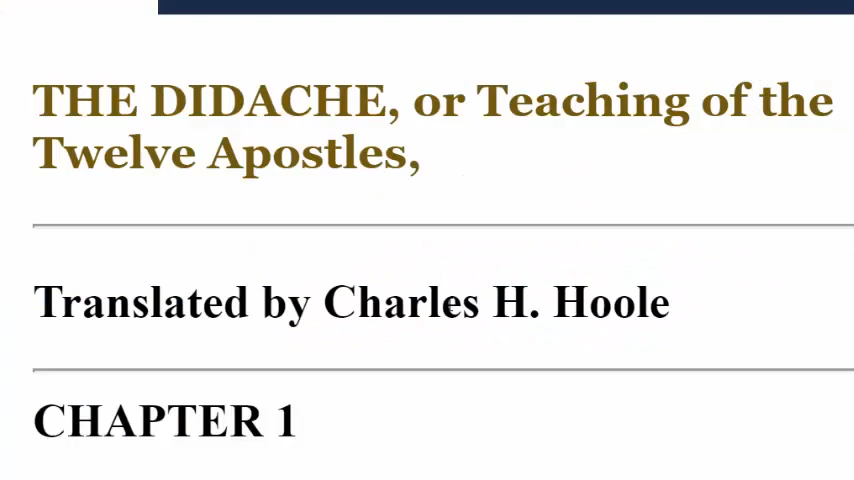 THE DIDACHE, or Teaching of the
Twelve Apostles,
Translated by Charles H. Hoole
CHAPTER 1